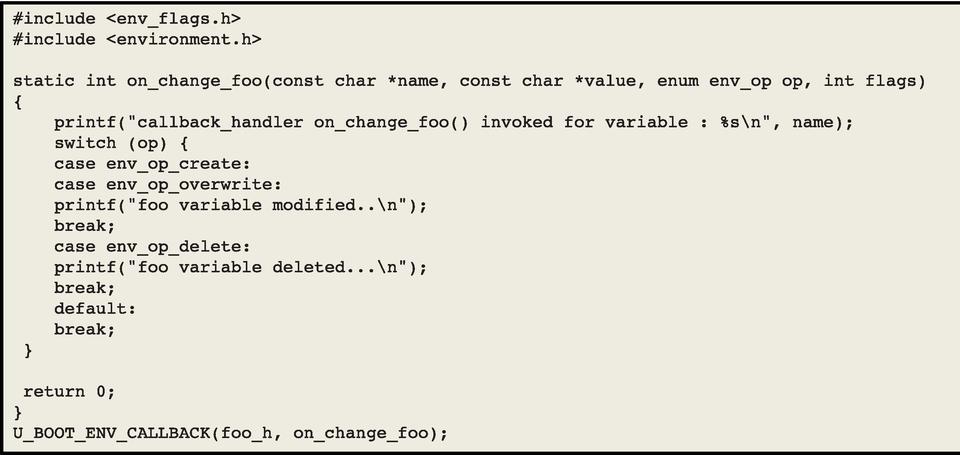 #include <env_flags.h>
#include <environment.h>

static int on_change_foo(const char *name, const char *value, enum env_op op, int flags)
{
    printf("callback_handler on_change_foo() invoked for variable : %s\n", name);
    switch (op) {
    case env_op_create:
    case env_op_overwrite:
    printf("foo variable modified..\n");
    break;
    case env_op_delete:
    printf("foo variable deleted...\n");
    break;
    default:
    break;
 }

 return 0;
}
U_BOOT_ENV_CALLBACK(foo_h, on_change_foo);